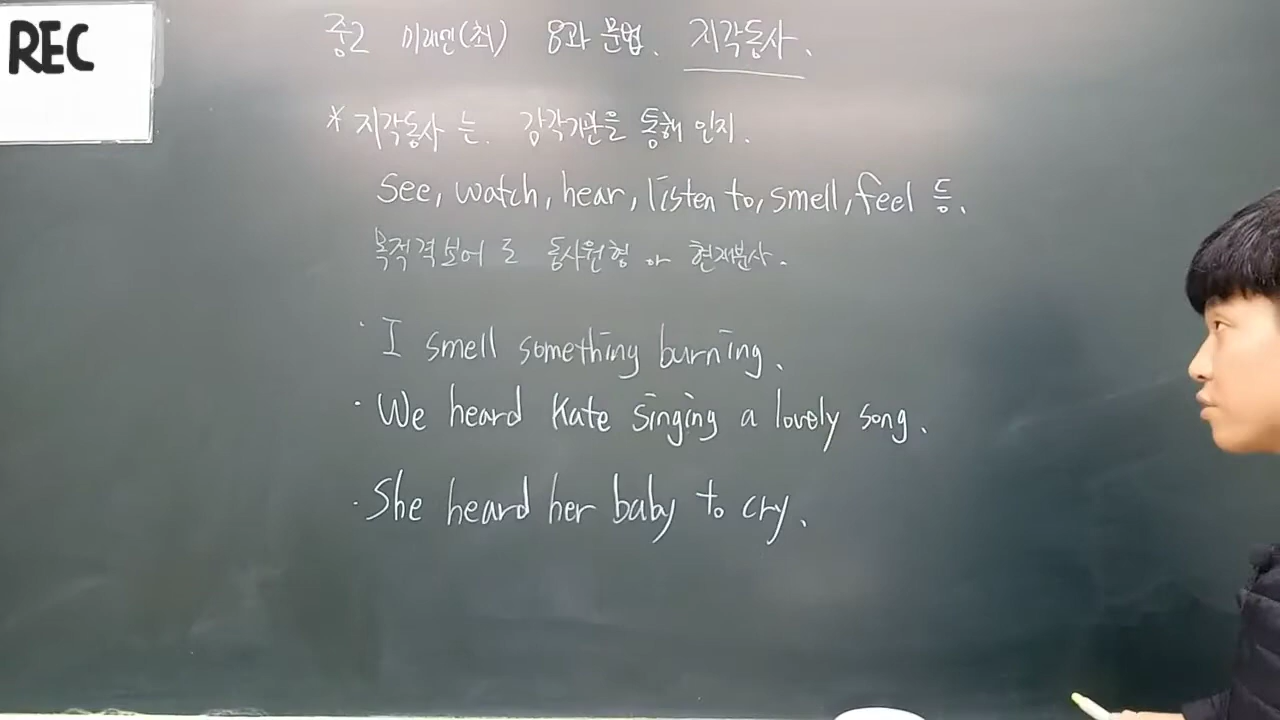 REC
중2 미래엔(최) 8과 문법. 지각동사.
* 지각동사 는. 감각기관을 통해 인지.
see, watch, hear, listen to, smell, feel 등.
목적격보어 로 동사원형 or 현재분사.
· I smell something burning.
· We heard Kate singing a lovely song.
· She heard her baby to cry.